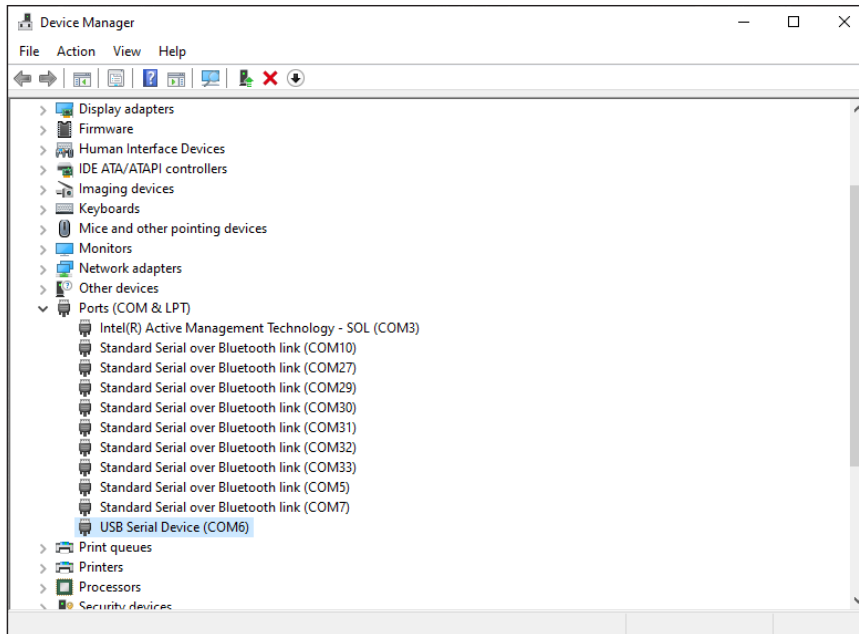 Device Manager
File Action View Help
Display adapters
Firmware
Human Interface Devices
IDE ATA/ATAPI controllers
Imaging devices
Keyboards
Mice and other pointing devices
Monitors
Network adapters
Other devices
Ports (COM & LPT)
Intel(R) Active Management Technology - SOL (COM3)
Standard Serial over Bluetooth link (COM10)
Standard Serial over Bluetooth link (COM27)
Standard Serial over Bluetooth link (COM29)
Standard Serial over Bluetooth link (COM30)
Standard Serial over Bluetooth link (COM31)
Standard Serial over Bluetooth link (COM32)
Standard Serial over Bluetooth link (COM33)
Standard Serial over Bluetooth link (COM5)
Standard Serial over Bluetooth link (COM7)
USB Serial Device (COM6)
Print queues
Printers
Processors
Security devices